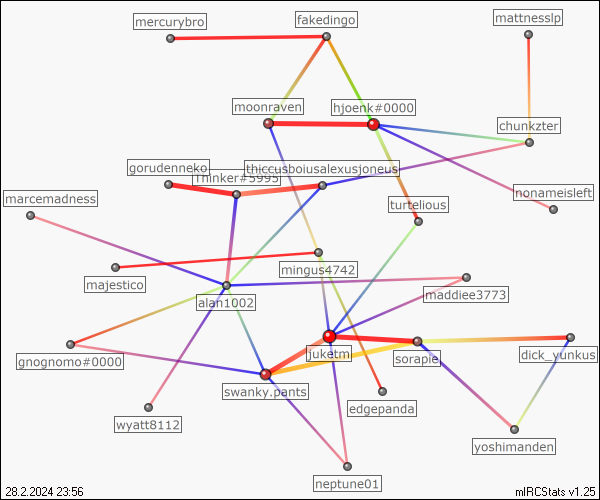 mercurybro
fakedingo
mattnesslp
moonraven
hjoenk#0000
chunkzter
gorudenneko
thiccusboiusalexusjoneus
Thinker#5995
marcemadness
nonameisleft
turtelious
majestico
mingus4742
alan1002
maddiee3773
gnognomo#0000
juketm
sorapie
dick_yunkus
swanky.pants
edgepanda
wyatt8112
yoshimanden
neptune01
28.2.2024 23:56
mIRCStats v1.25